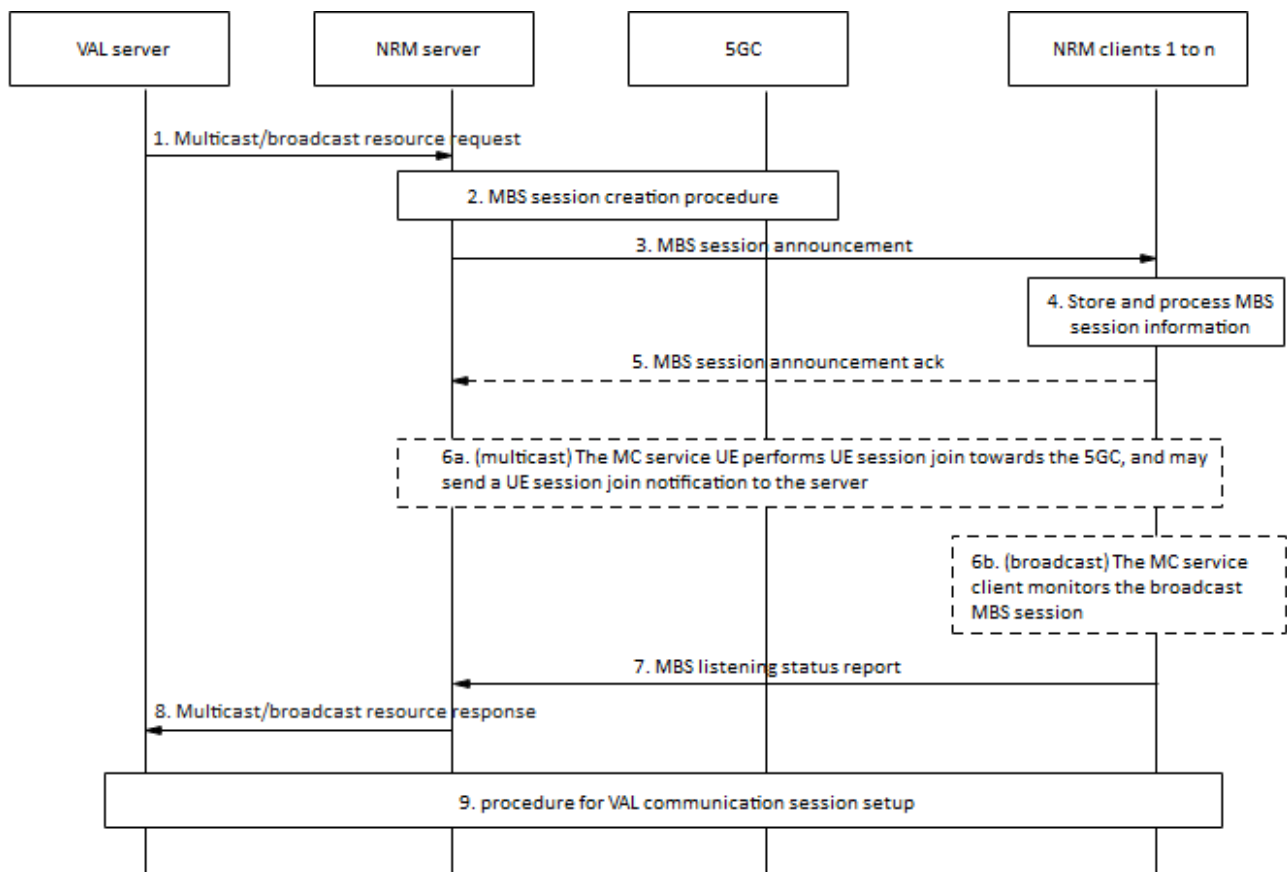 VAL server
NRM server
5GC
NRM clients 1 to n
1. Multicast/broadcast resource request
2. MBS session creation procedure
3. MBS session announcement
4. Store and process MBS
session information
5. MBS session announcement ack
6a. (multicast) The MC service UE performs UE session join towards the 5GC, and may
send a UE session join notification to the server
6b. (broadcast) The MC service
client monitors the broadcast
MBS session
7. MBS listening status report
8. Multicast/broadcast resource response
9. procedure for VAL communication session setup